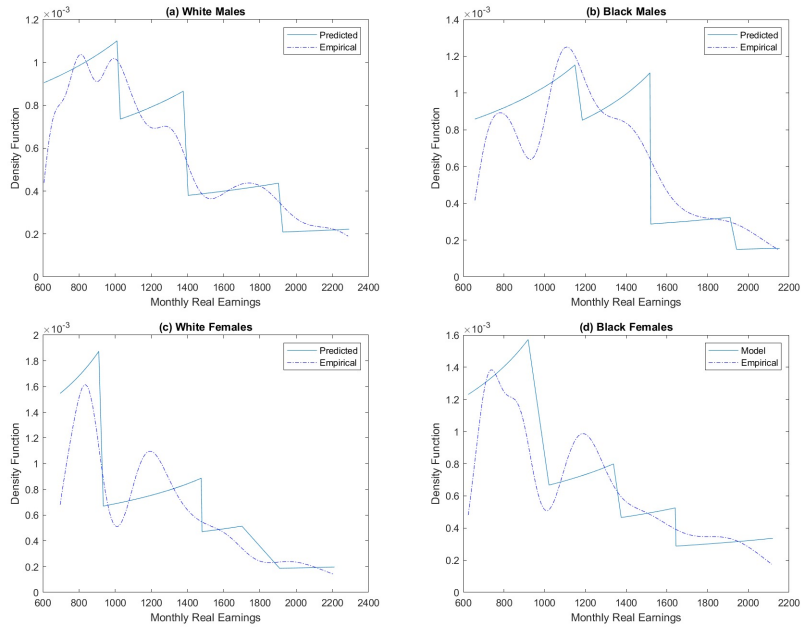 (a) White Males
×10⁻³
Density Function
1.2
1
0.8
0.6
0.4
0.2
0
600 800 1000 1200 1400 1600 1800 2000 2200 2400
Monthly Real Earnings
Predicted
Empirical
(b) Black Males
×10⁻³
Density Function
1.4
1.2
1
0.8
0.6
0.4
0.2
0
600 800 1000 1200 1400 1600 1800 2000 2200
Monthly Real Earnings
Predicted
Empirical
(c) White Females
×10⁻³
Density Function
2
1.8
1.6
1.4
1.2
1
0.8
0.6
0.4
0.2
0
600 800 1000 1200 1400 1600 1800 2000 2200 2400
Monthly Real Earnings
Predicted
Empirical
(d) Black Females
×10⁻³
Density Function
1.6
1.4
1.2
1
0.8
0.6
0.4
0.2
0
600 800 1000 1200 1400 1600 1800 2000 2200
Monthly Real Earnings
Model
Empirical